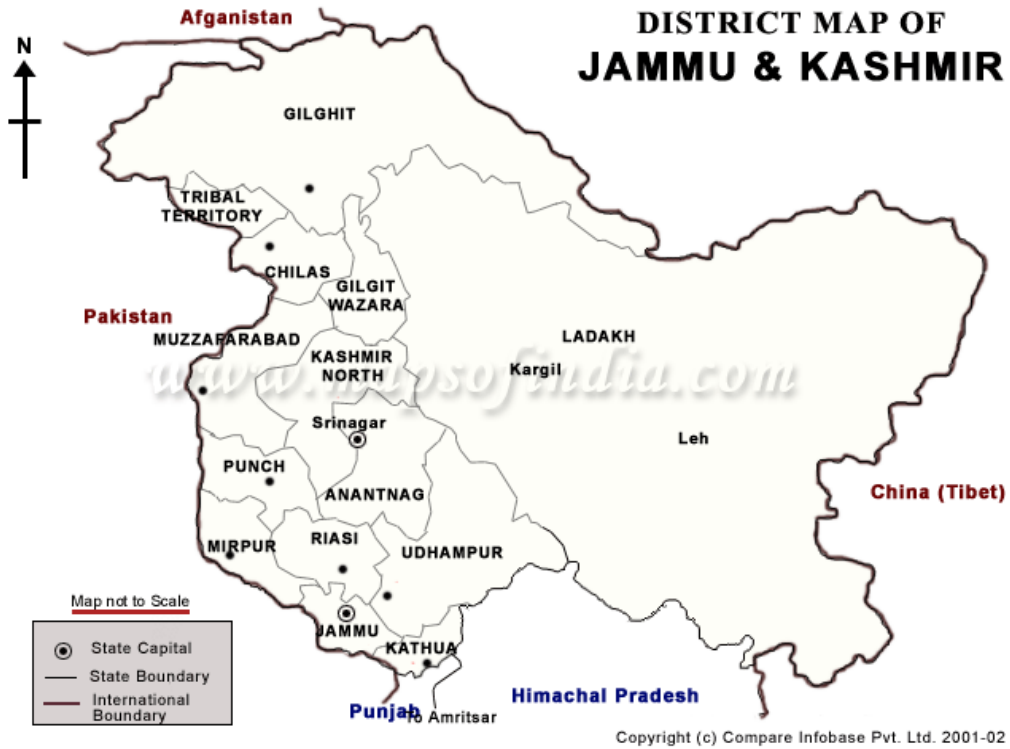 Afganistan
DISTRICT MAP OF
JAMMU & KASHMIR
N
GILGHIT
TRIBAL
TERRITORY
CHILAS
GILGIT
WAZARA
Pakistan
MUZZAFARABAD
LADAKH
KASHMIR
NORTH
Kargil
www.mapsofindia.com
Srinagar
Leh
PUNCH
ANANTNAG
China (Tibet)
RIASI
MIRPUR
UDHAMPUR
Map not to Scale
JAMMU
KATHUA
State Capital
State Boundary
International
Boundary
Himachal Pradesh
Punjab
To Amritsar
Copyright (c) Compare Infobase Pvt. Ltd. 2001-02